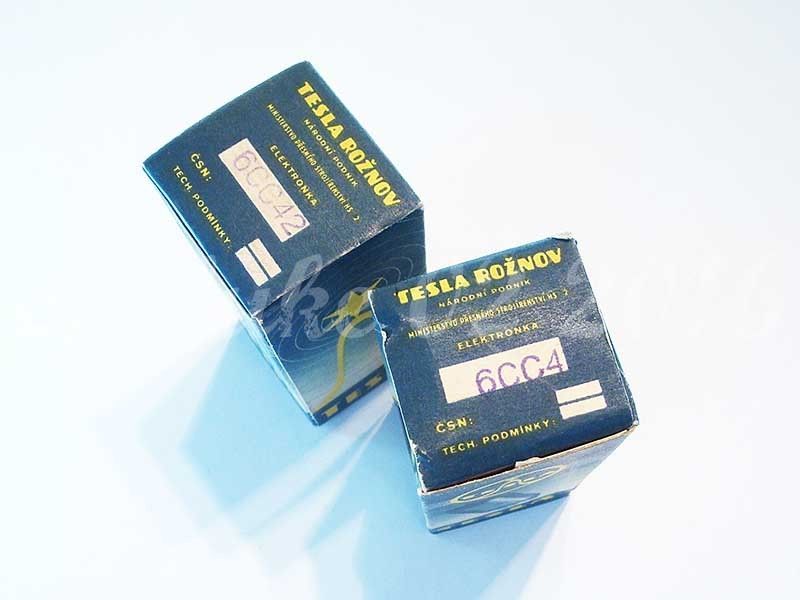 TESLA ROŽNOV
NÁRODNÍ PODNIK
MINISTERSTVO PŘESNÉHO STROJÍRENSTVÍ HS - 2
ELEKTRONKA
6CC42
ČSN:
TECH. PODMÍNKY:
TES
TESLA ROŽNOV
NÁRODNÍ PODNIK
MINISTERSTVO PŘESNÉHO STROJÍRENSTVÍ HS - 2
ELEKTRONKA
6CC4
ČSN:
TECH. PODMÍNKY: